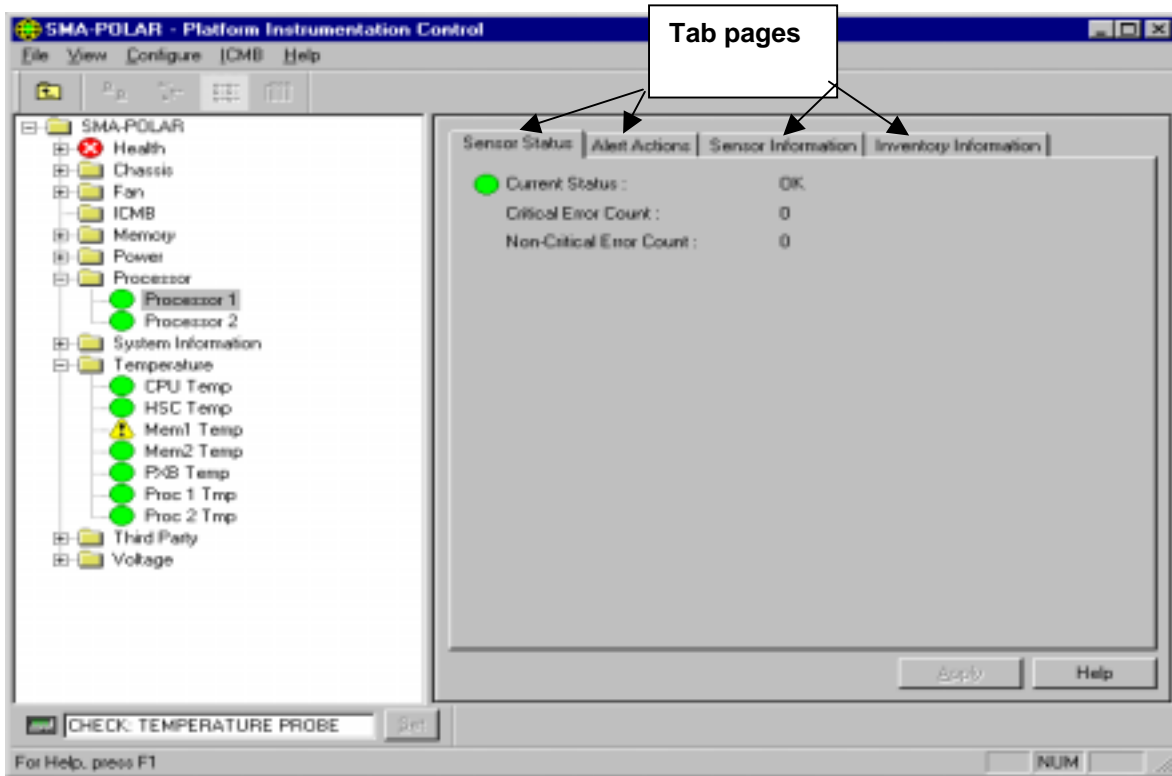 SMA-POLAR - Platform Instrumentation Control
Tab pages
File View Configure ICMB Help
SMA-POLAR
Health
Chassis
Fan
ICMB
Memory
Power
Processor
Processor 1
Processor 2
System Information
Temperature
CPU Temp
HSC Temp
Mem1 Temp
Mem2 Temp
PXB Temp
Proc 1 Tmp
Proc 2 Tmp
Third Party
Voltage
Sensor Status Alert Actions Sensor Information Inventory Information
Current Status : OK
Critical Error Count : 0
Non-Critical Error Count : 0
Apply Help
CHECK: TEMPERATURE PROBE Set
For Help, press F1 NUM